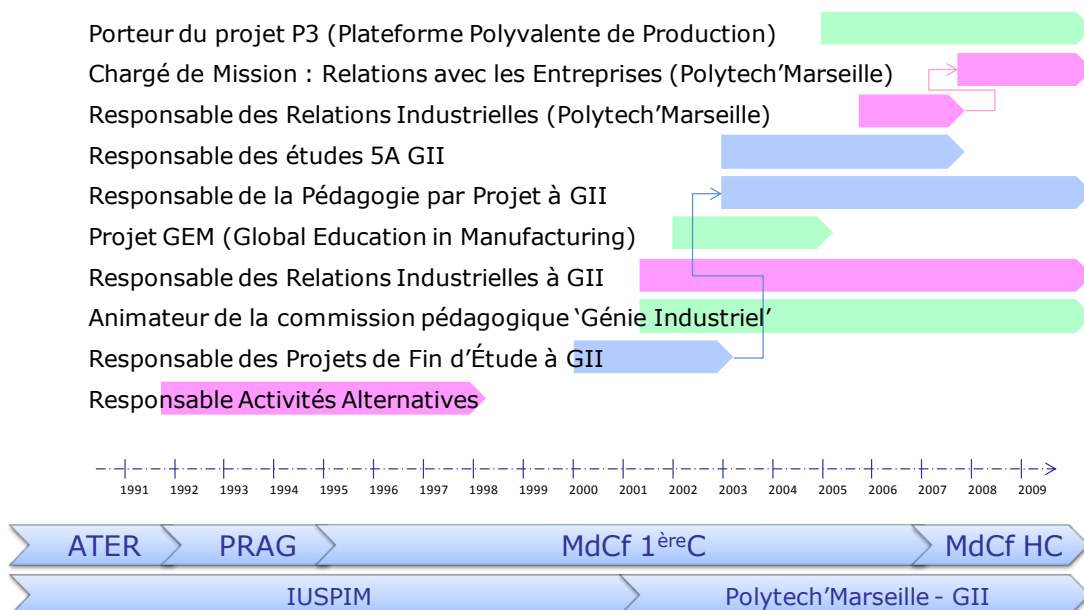 Porteur du projet P3 (Plateforme Polyvalente de Production)
Chargé de Mission : Relations avec les Entreprises (Polytech’Marseille)
Responsable des Relations Industrielles (Polytech’Marseille)
Responsable des études 5A GII
Responsable de la Pédagogie par Projet à GII
Projet GEM (Global Education in Manufacturing)
Responsable des Relations Industrielles à GII
Animateur de la commission pédagogique ‘Génie Industriel’
Responsable des Projets de Fin d’Étude à GII
Responsable Activités Alternatives
1991 1992 1993 1994 1995 1996 1997 1998 1999 2000 2001 2002 2003 2004 2005 2006 2007 2008 2009
ATER PRAG MdCf 1èreC MdCf HC
IUSPIM Polytech’Marseille - GII